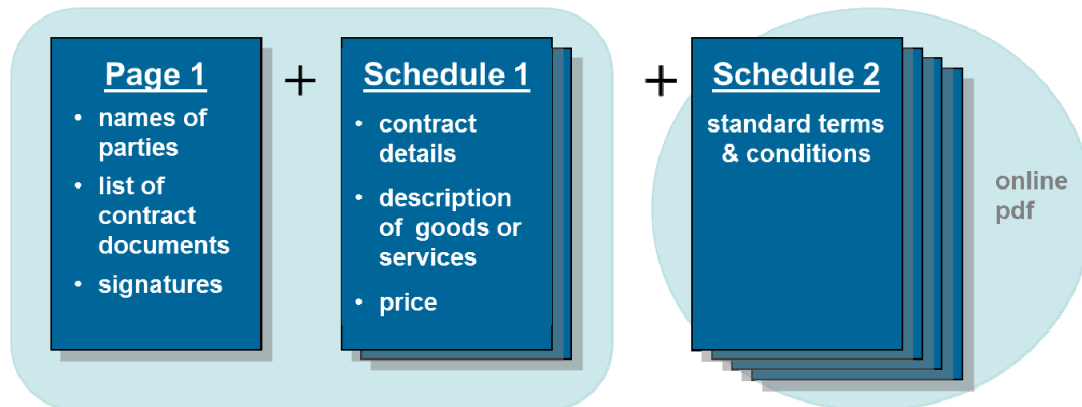 Page 1
• names of
parties
• list of
contract
documents
• signatures
+
Schedule 1
• contract
details
• description
of goods or
services
• price
+
Schedule 2
standard terms
& conditions
online
pdf